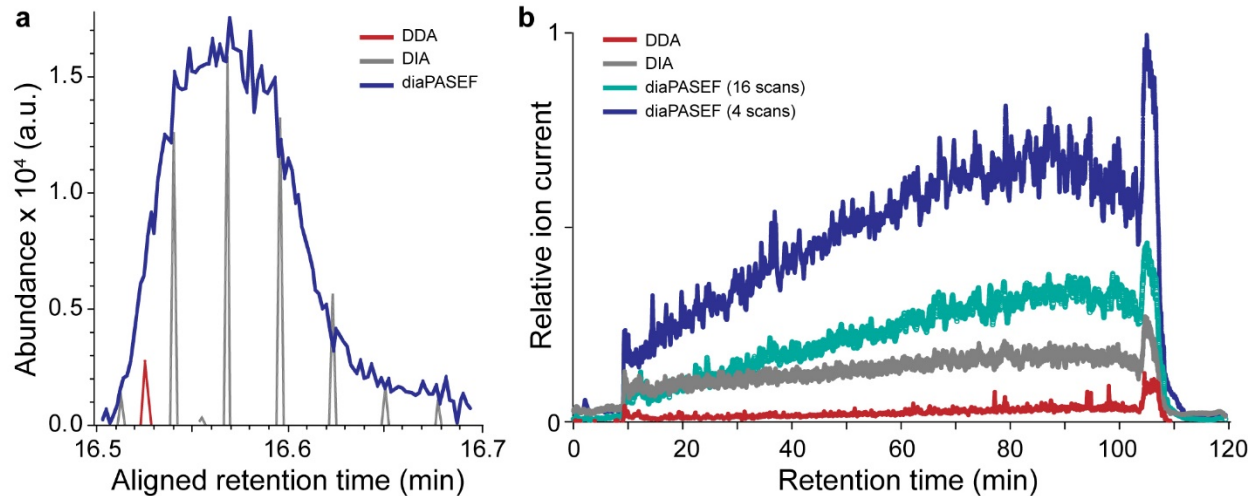 a
DDA
DIA
diaPASEF
Abundance x 10⁴ (a.u.)
1.5
1.0
0.5
0.0
16.5
16.6
16.7
Aligned retention time (min)
b
DDA
DIA
diaPASEF (16 scans)
diaPASEF (4 scans)
Relative ion current
1
0
0
20
40
60
80
100
120
Retention time (min)